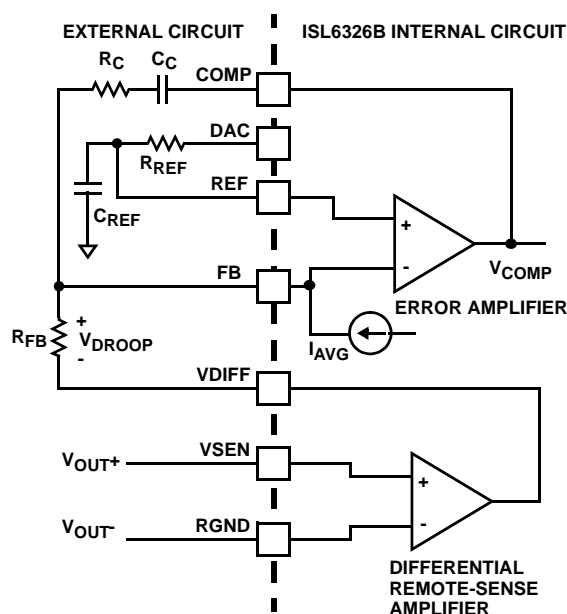 EXTERNAL CIRCUIT
ISL6326B INTERNAL CIRCUIT
RC
CC
COMP
DAC
RREF
REF
CREF
+
-
VCOMP
FB
ERROR AMPLIFIER
IAVG
RFB
+
VDROOP
-
VDIFF
VOUT+
VSEN
+
VOUT-
RGND
-
DIFFERENTIAL
REMOTE-SENSE
AMPLIFIER